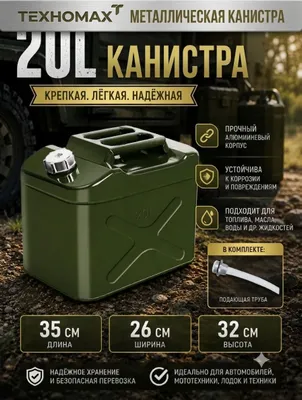 ТЕХНОМАХТ МЕТАЛЛИЧЕСКАЯ КАНИСТРА
20L КАНИСТРА
КРЕПКАЯ. ЛЁГКАЯ. НАДЁЖНАЯ
ПРОЧНЫЙ
АЛЮМИНИЕВЫЙ
КОРПУС
УСТОЙЧИВА
К КОРРОЗИИ
И ПОВРЕЖДЕНИЯМ
ПОДХОДИТ ДЛЯ
ТОПЛИВА, МАСЛА,
ВОДЫ И ДР. ЖИДКОСТЕЙ
В КОМПЛЕКТЕ:
ПОДАЮЩАЯ ТРУБА
35 СМ
ДЛИНА
26 СМ
ШИРИНА
32 СМ
ВЫСОТА
НАДЁЖНОЕ ХРАНЕНИЕ
И БЕЗОПАСНАЯ ПЕРЕВОЗКА
ИДЕАЛЬНО ДЛЯ АВТОМОБИЛЕЙ,
МОТОТЕХНИКИ, ЛОДОК И ТЕХНИКИ